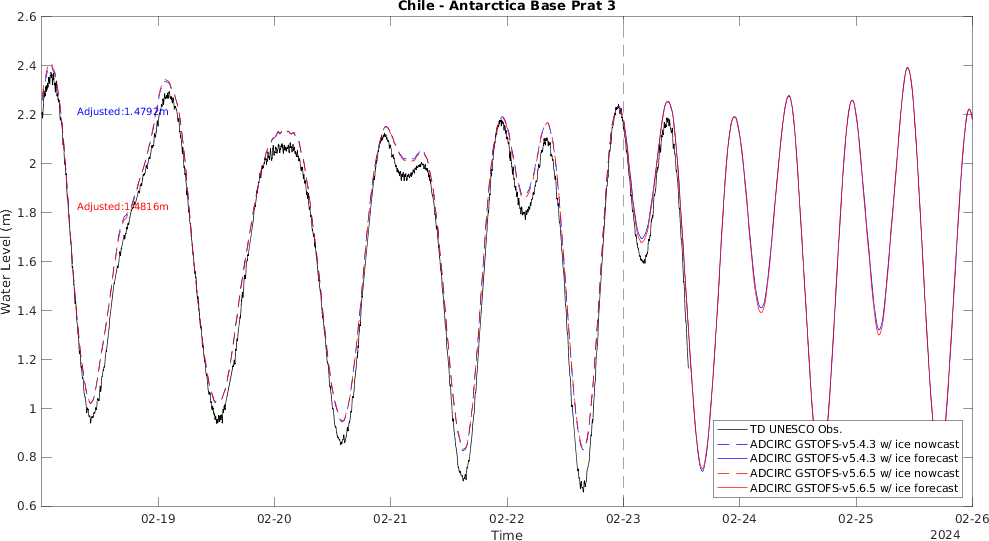 Chile - Antarctica Base Prat 3
2.6
2.4
2.2
2
1.8
1.6
1.4
1.2
1
0.8
0.6
Water Level (m)
Adjusted:1.4792m
Adjusted:1.4816m
TD UNESCO Obs.
ADCIRC GSTOFS-v5.4.3 w/ ice nowcast
ADCIRC GSTOFS-v5.4.3 w/ ice forecast
ADCIRC GSTOFS-v5.6.5 w/ ice nowcast
ADCIRC GSTOFS-v5.6.5 w/ ice forecast
02-19 02-20 02-21 02-22 02-23 02-24 02-25 02-26
Time
2024